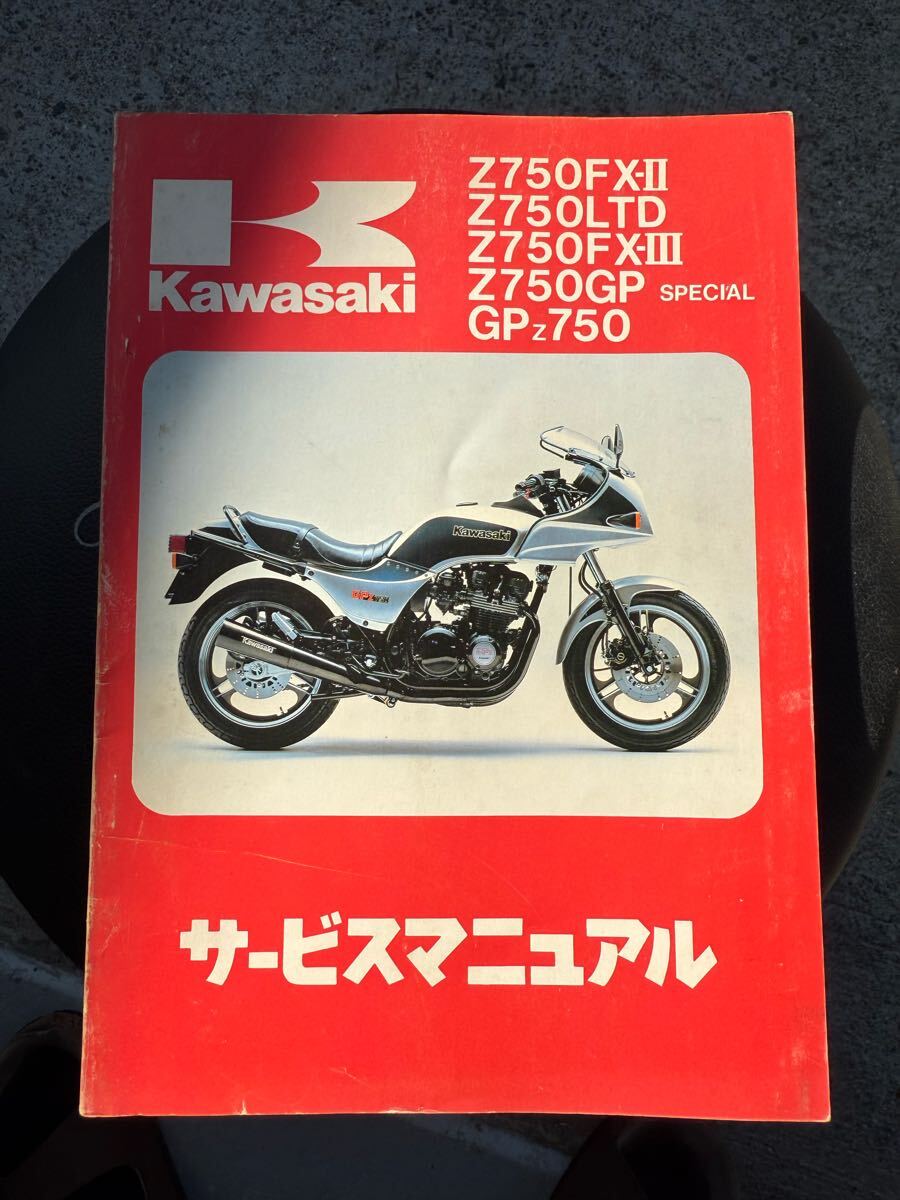 Kawasaki
Z750FX-II
Z750LTD
Z750FX-III
Z750GP SPECIAL
GPz750
Kawasaki
Kawasaki
サービスマニュアル